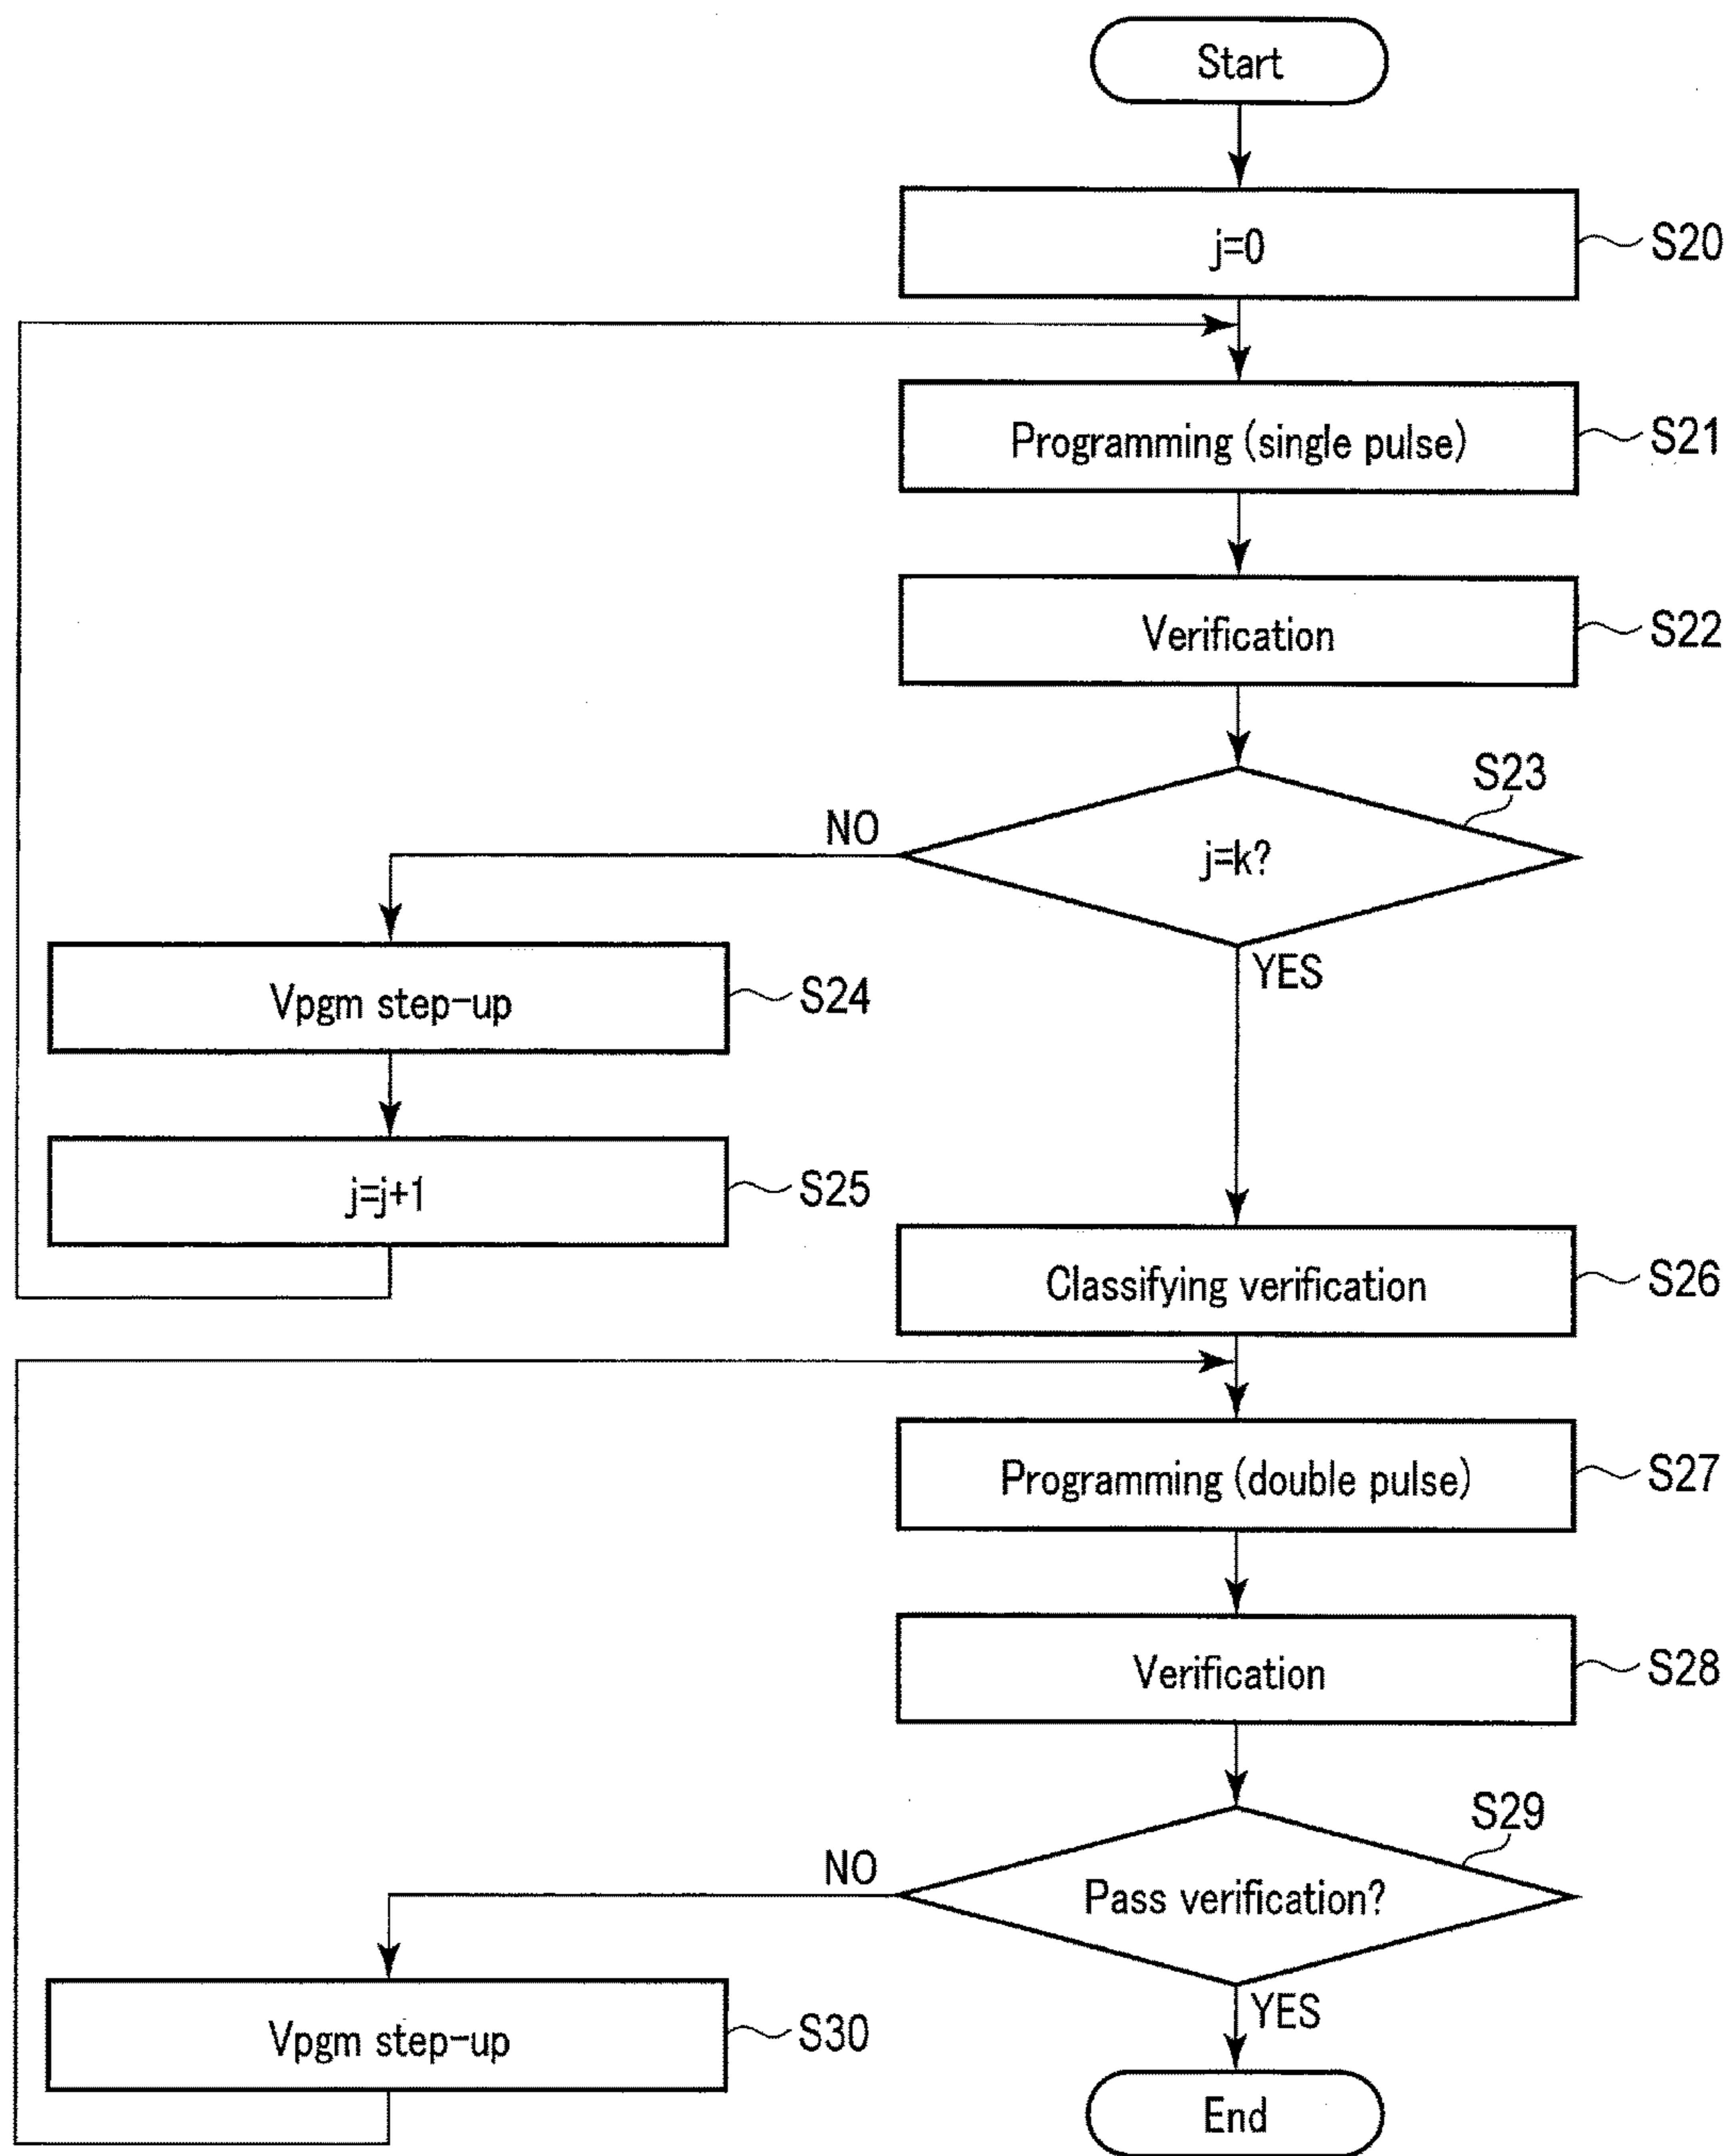 Start
j=0
S20
Programming (single pulse)
S21
Verification
S22
S23
j=k?
NO
YES
Vpgm step-up
S24
j=j+1
S25
Classifying verification
S26
Programming (double pulse)
S27
Verification
S28
S29
Pass verification?
NO
YES
Vpgm step-up
S30
End